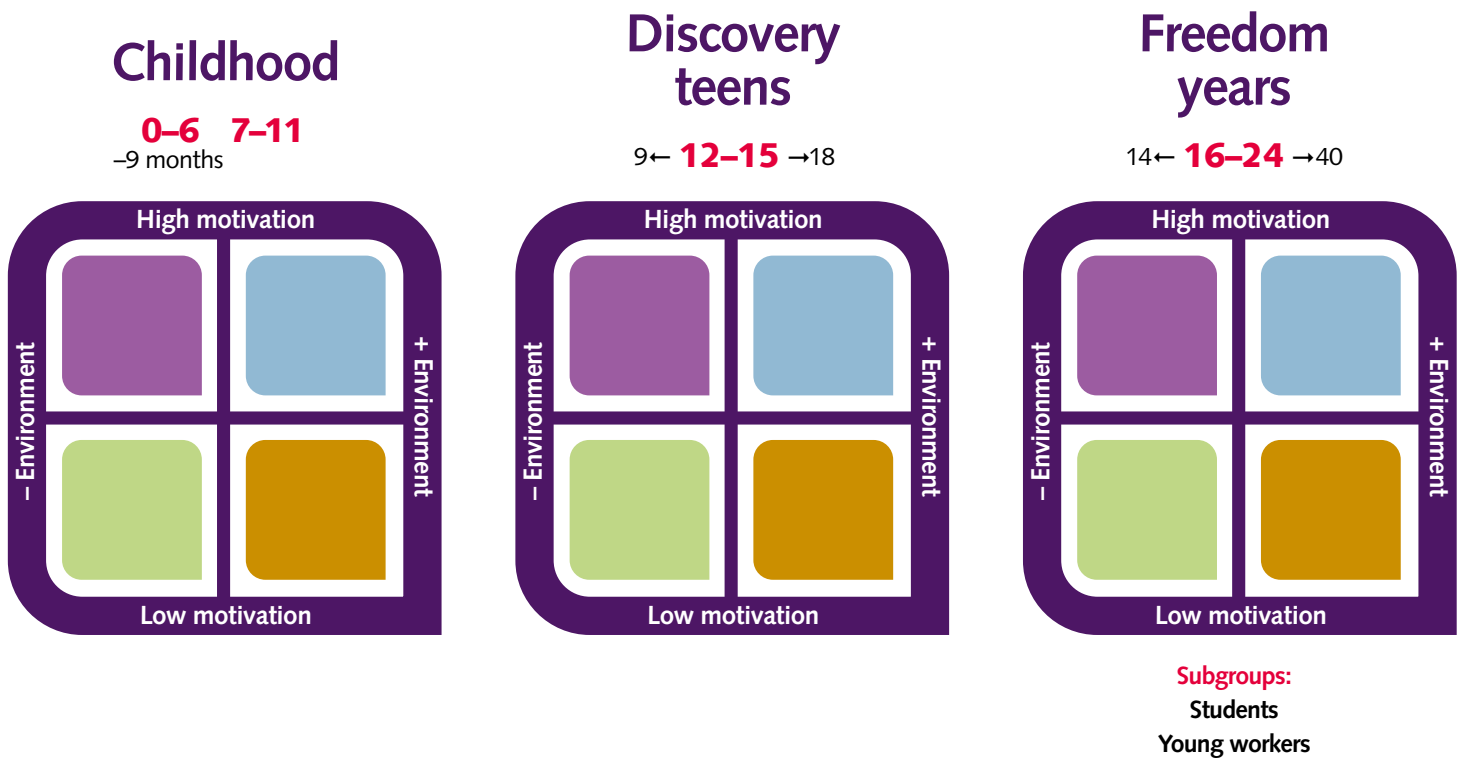 Childhood
0–6 7–11
–9 months
High motivation
– Environment
+ Environment
Low motivation
Discovery
teens
9← 12–15 →18
High motivation
– Environment
+ Environment
Low motivation
Freedom
years
14← 16–24 →40
High motivation
– Environment
+ Environment
Low motivation
Subgroups:
Students
Young workers